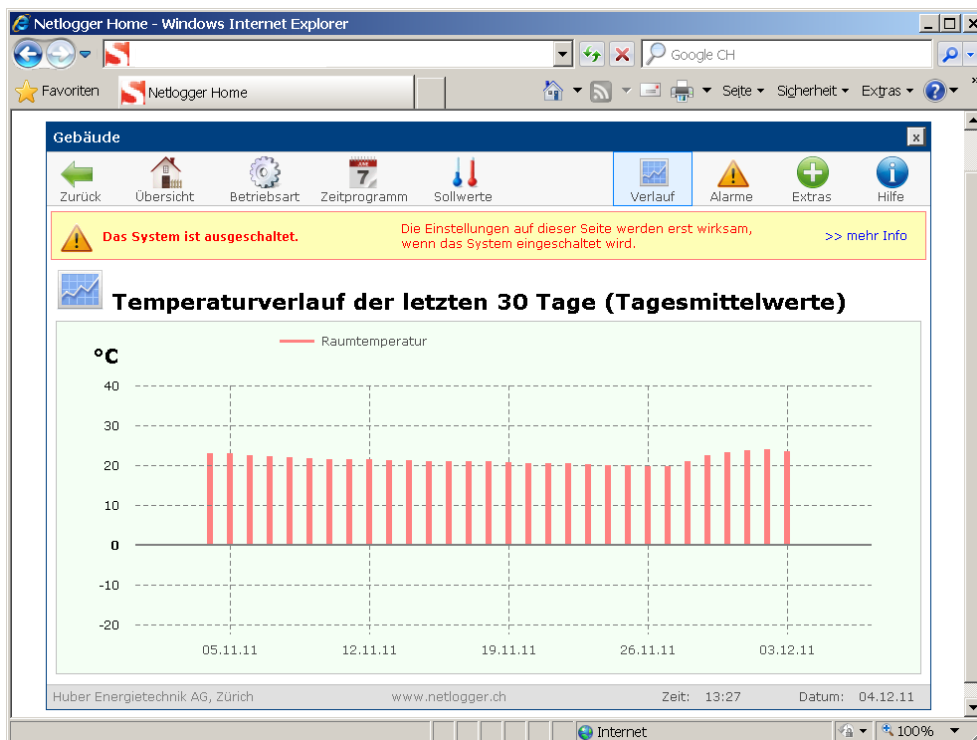 Netlogger Home - Windows Internet Explorer
Google CH
Favoriten Netlogger Home Seite Sicherheit Extras
Gebäude
Zurück Übersicht Betriebsart Zeitprogramm Sollwerte Verlauf Alarme Extras Hilfe
Das System ist ausgeschaltet. Die Einstellungen auf dieser Seite werden erst wirksam, >> mehr Info
wenn das System eingeschaltet wird.
Temperaturverlauf der letzten 30 Tage (Tagesmittelwerte)
Raumtemperatur
°C
40
30
20
10
0
-10
-20
05.11.11 12.11.11 19.11.11 26.11.11 03.12.11
Huber Energietechnik AG, Zürich www.netlogger.ch Zeit: 13:27 Datum: 04.12.11
Internet 100%